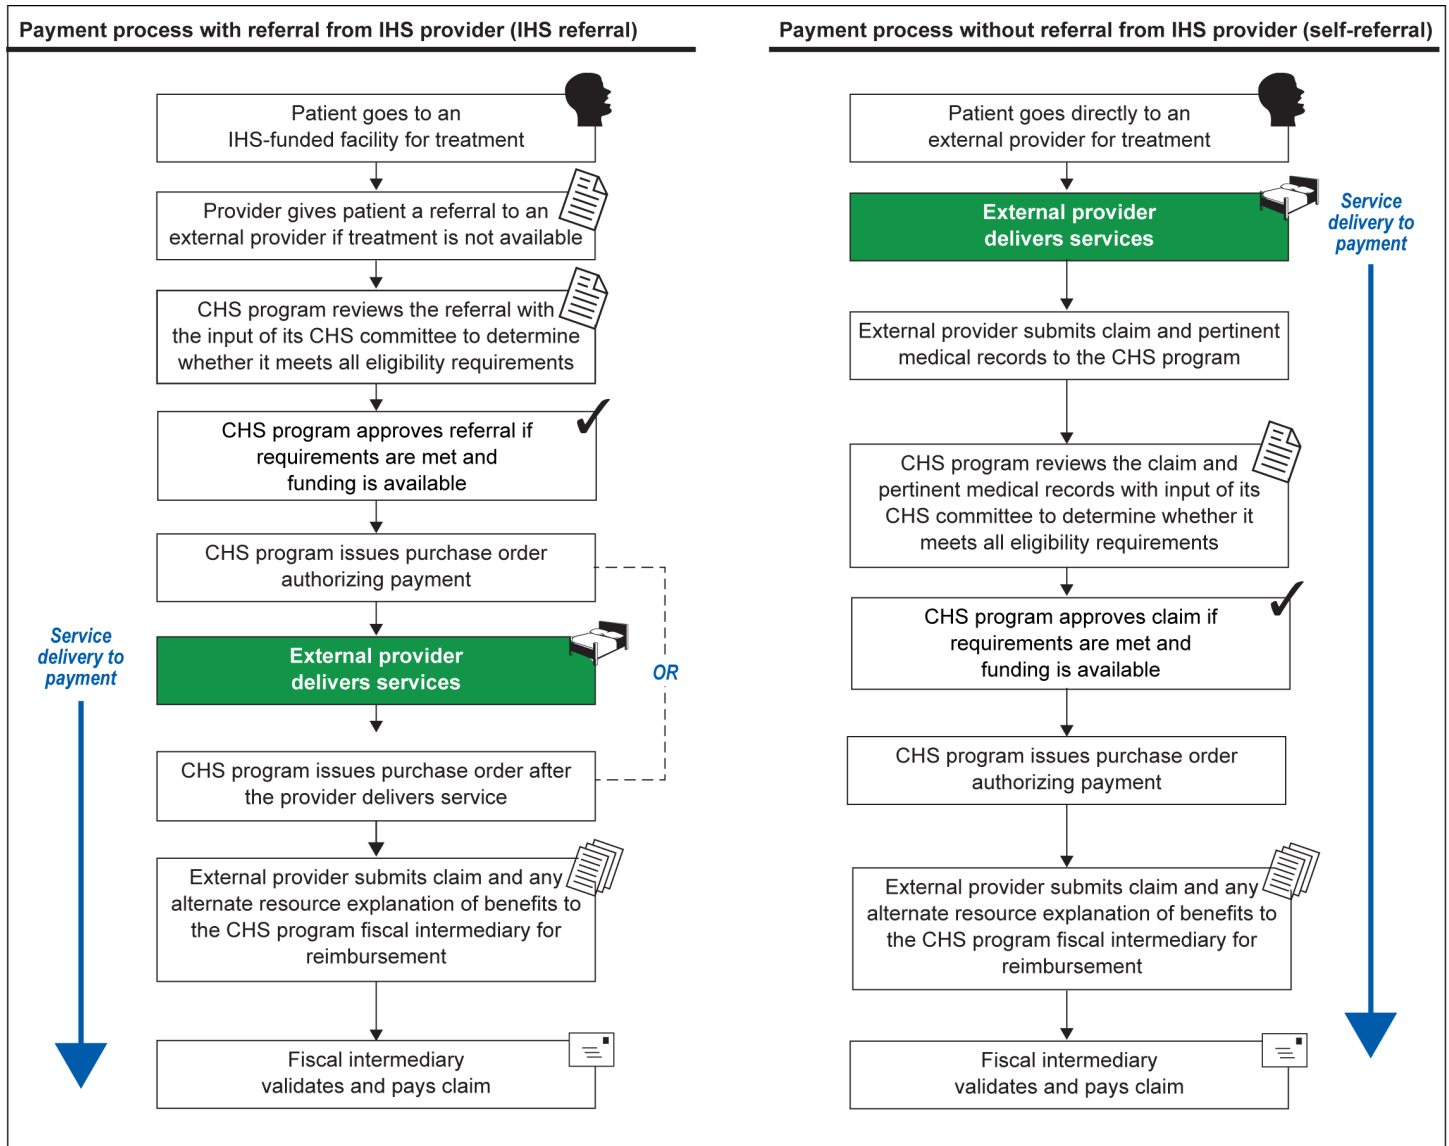 Payment process with referral from IHS provider (IHS referral)
Patient goes to an
IHS-funded facility for treatment
Provider gives patient a referral to an
external provider if treatment is not available
CHS program reviews the referral with
the input of its CHS committee to determine
whether it meets all eligibility requirements
CHS program approves referral if
requirements are met and
funding is available
CHS program issues purchase order
authorizing payment
Service
delivery to
payment
External provider
delivers services
OR
CHS program issues purchase order after
the provider delivers service
External provider submits claim and any
alternate resource explanation of benefits to
the CHS program fiscal intermediary for
reimbursement
Fiscal intermediary
validates and pays claim
Payment process without referral from IHS provider (self-referral)
Patient goes directly to an
external provider for treatment
External provider
delivers services
Service
delivery to
payment
External provider submits claim and pertinent
medical records to the CHS program
CHS program reviews the claim and
pertinent medical records with input of its
CHS committee to determine whether it
meets all eligibility requirements
CHS program approves claim if
requirements are met and
funding is available
CHS program issues purchase order
authorizing payment
External provider submits claim and any
alternate resource explanation of benefits to
the CHS program fiscal intermediary for
reimbursement
Fiscal intermediary
validates and pays claim